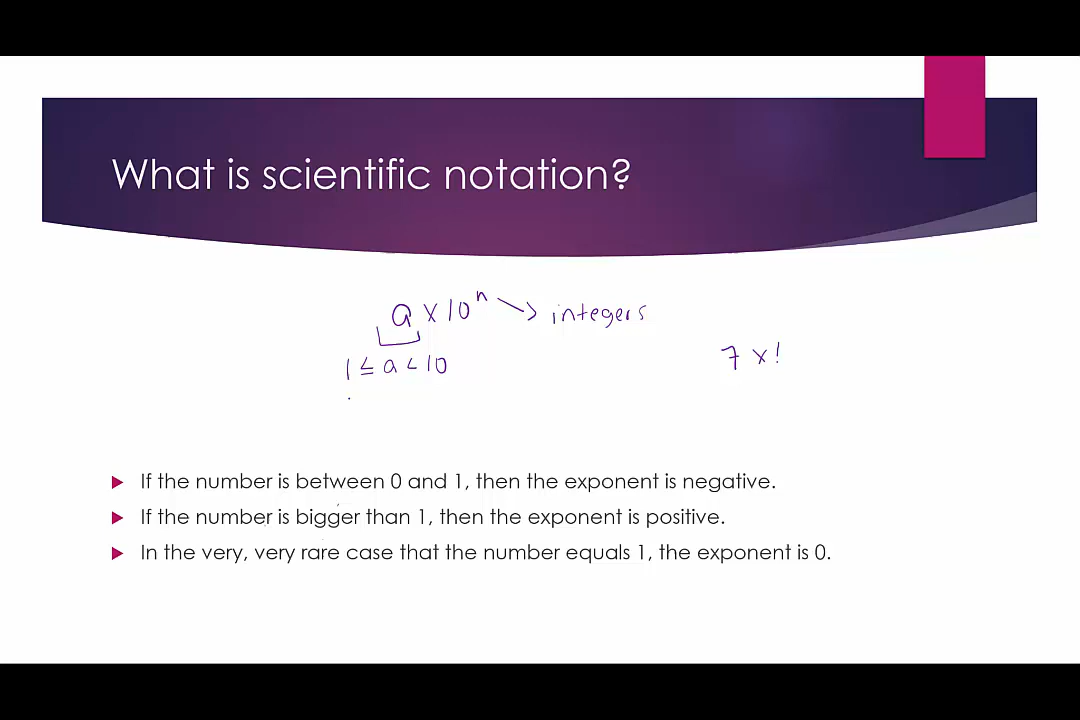 What is scientific notation?
a × 10ⁿ → integers
1 ≤ a < 10
7 × !
If the number is between 0 and 1, then the exponent is negative.
If the number is bigger than 1, then the exponent is positive.
In the very, very rare case that the number equals 1, the exponent is 0.